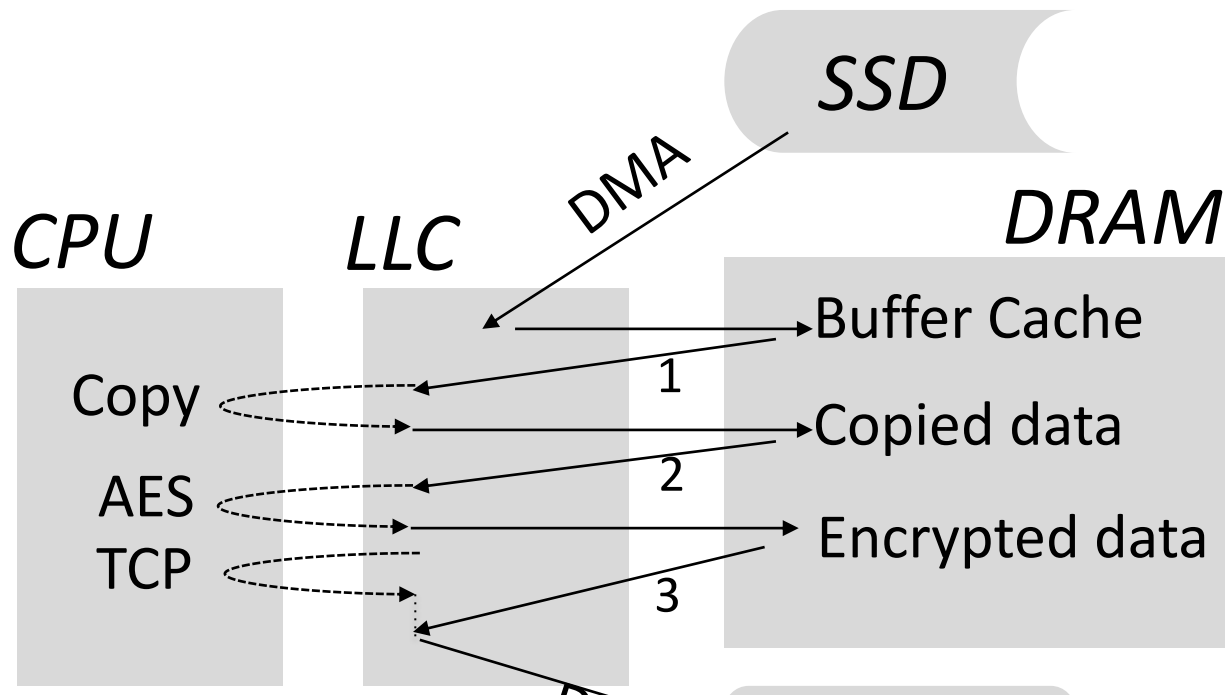 SSD
DMA
CPU
LLC
DRAM
Buffer Cache
1
Copy
Copied data
2
AES
Encrypted data
TCP
3